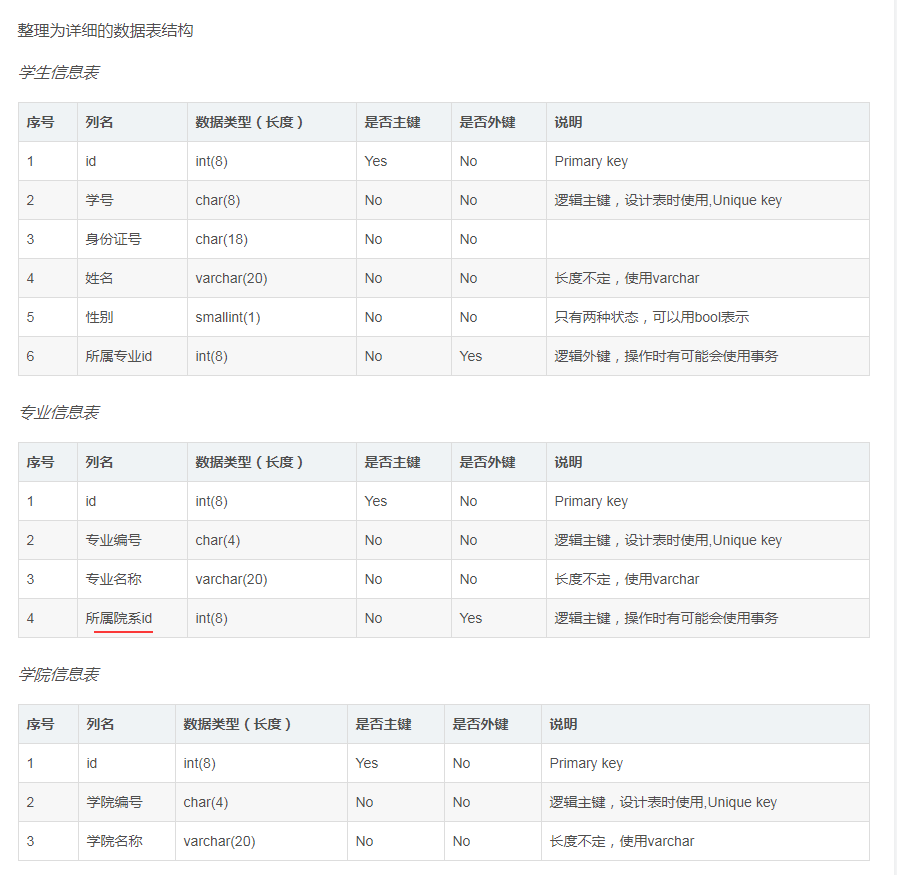 整理为详细的数据表结构
学生信息表
序号 列名 数据类型（长度） 是否主键 是否外键 说明
1 id int(8) Yes No Primary key
2 学号 char(8) No No 逻辑主键，设计表时使用,Unique key
3 身份证号 char(18) No No
4 姓名 varchar(20) No No 长度不定，使用varchar
5 性别 smallint(1) No No 只有两种状态，可以用bool表示
6 所属专业id int(8) No Yes 逻辑外键，操作时有可能会使用事务
专业信息表
序号 列名 数据类型（长度） 是否主键 是否外键 说明
1 id int(8) Yes No Primary key
2 专业编号 char(4) No No 逻辑主键，设计表时使用,Unique key
3 专业名称 varchar(20) No No 长度不定，使用varchar
4 所属院系id int(8) No Yes 逻辑主键，操作时有可能会使用事务
学院信息表
序号 列名 数据类型（长度） 是否主键 是否外键 说明
1 id int(8) Yes No Primary key
2 学院编号 char(4) No No 逻辑主键，设计表时使用,Unique key
3 学院名称 varchar(20) No No 长度不定，使用varchar